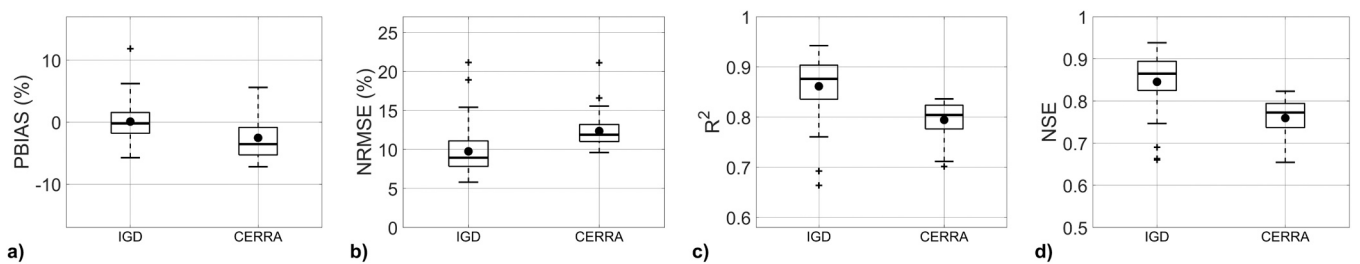 PBIAS (%)
10
0
-10
IGD
CERRA
a)
NRMSE (%)
25
20
15
10
5
0
IGD
CERRA
b)
R2
1
0.9
0.8
0.7
0.6
IGD
CERRA
c)
NSE
1
0.9
0.8
0.7
0.6
0.5
IGD
CERRA
d)